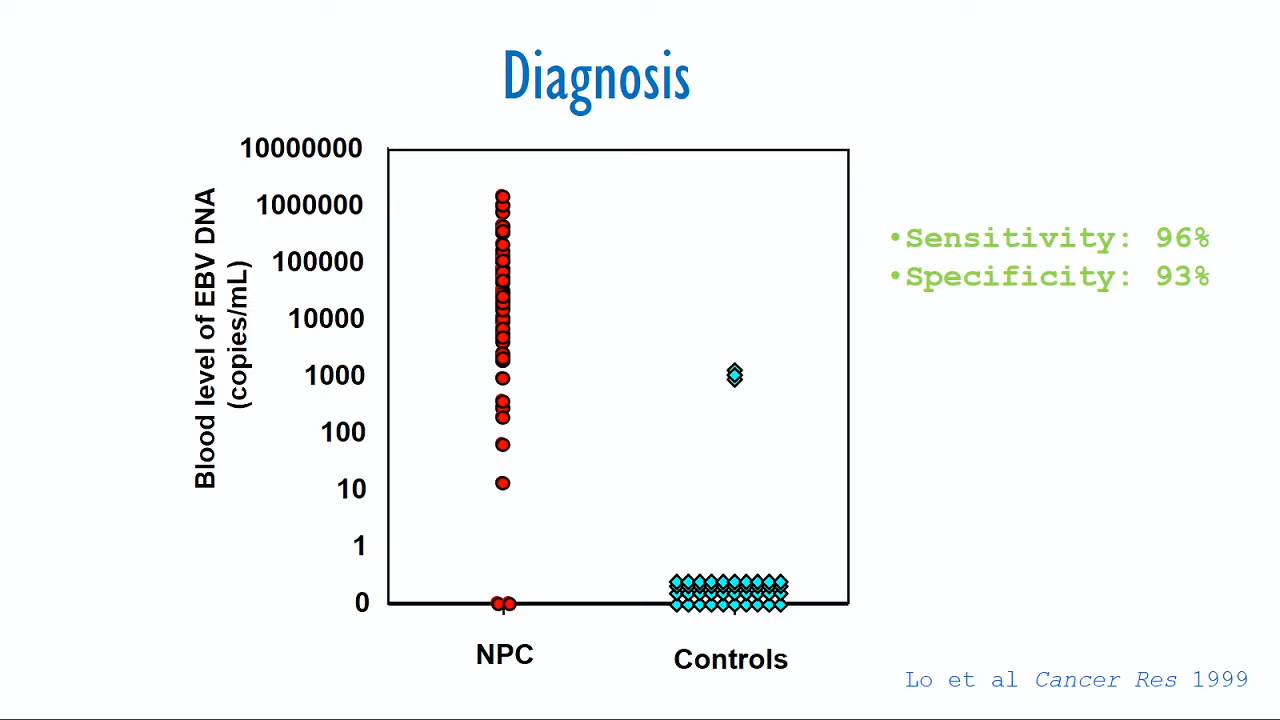 Diagnosis
10000000
1000000
100000
10000
1000
100
10
1
0
Blood level of EBV DNA
(copies/mL)
NPC
Controls
•Sensitivity: 96%
•Specificity: 93%
Lo et al Cancer Res 1999